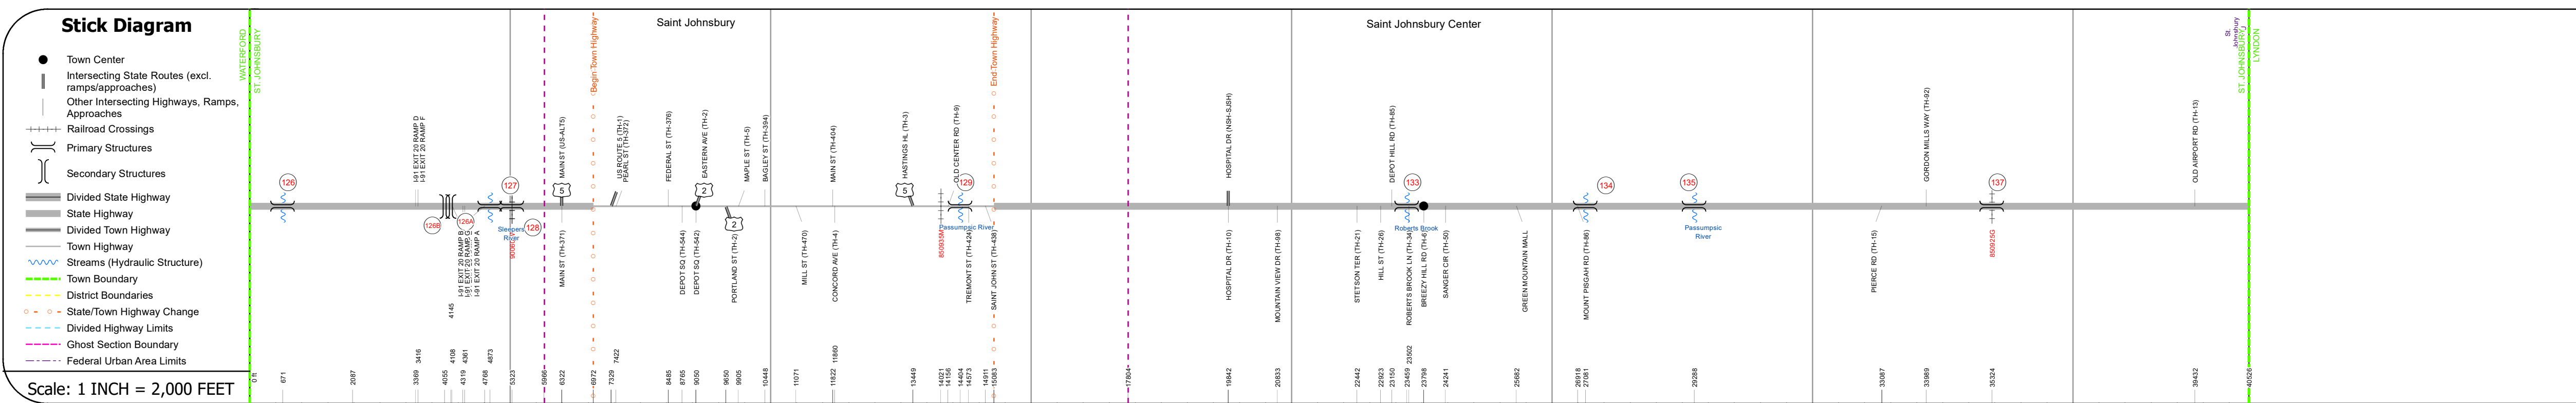 Stick Diagram
Town Center
Intersecting State Routes (excl.
ramps/approaches)
Other Intersecting Highways, Ramps,
Approaches
Railroad Crossings
Primary Structures
Secondary Structures
Divided State Highway
State Highway
Divided Town Highway
Town Highway
Streams (Hydraulic Structure)
Town Boundary
District Boundaries
State/Town Highway Change
Divided Highway Limits
Ghost Section Boundary
Federal Urban Area Limits
Scale: 1 INCH = 2,000 FEET
WATERFORD
ST. JOHNSBURY
Saint Johnsbury
Saint Johnsbury Center
Begin Town Highway
End Town Highway
St.
Johnsbury
ST. JOHNSBURY
LYNDON
I-91 EXIT 20 RAMP D
I-91 EXIT 20 RAMP F
MAIN ST (US-ALT5)
US ROUTE 5 (TH-1)
PEARL ST (TH-372)
FEDERAL ST (TH-376)
EASTERN AVE (TH-2)
MAPLE ST (TH-5)
BAGLEY ST (TH-394)
MAIN ST (TH-404)
HASTINGS HL (TH-3)
OLD CENTER RD (TH-9)
HOSPITAL DR (NSH-SJSH)
DEPOT HILL RD (TH-85)
GORDON MILLS WAY (TH-92)
OLD AIRPORT RD (TH-13)
126
127
5
2
5
129
133
134
135
137
126B
126A
128
2
Sleepers
River
Passumpsic River
Roberts Brook
Passumpsic
River
850935M
850925G
I-91 EXIT 20 RAMP B
I-91 EXIT 20 RAMP G
I-91 EXIT 20 RAMP A
MAIN ST (TH-371)
DEPOT SQ (TH-544)
DEPOT SQ (TH-542)
PORTLAND ST (TH-2)
MILL ST (TH-470)
CONCORD AVE (TH-4)
TREMONT ST (TH-424)
SAINT JOHN ST (TH-438)
HOSPITAL DR (TH-10)
MOUNTAIN VIEW DR (TH-98)
STETSON TER (TH-21)
HILL ST (TH-26)
ROBERTS BROOK LN (TH-34)
BREEZY HILL RD (TH-6)
SANGER CIR (TH-50)
GREEN MOUNTAIN MALL
MOUNT PISGAH RD (TH-86)
PIERCE RD (TH-15)
4145
3416
4108
4361
4873
7422
11860
23502
0 ft
671
2087
3369
4055
4319
4768
5323
5966
6322
6972
7329
8485
8765
9050
9650
9905
10448
11071
11822
13449
14021
14156
14404
14573
14911
15083
17804
19842
20833
22442
22923
23150
23459
23798
24241
25682
26918
27081
29288
33087
33989
35324
39432
40526